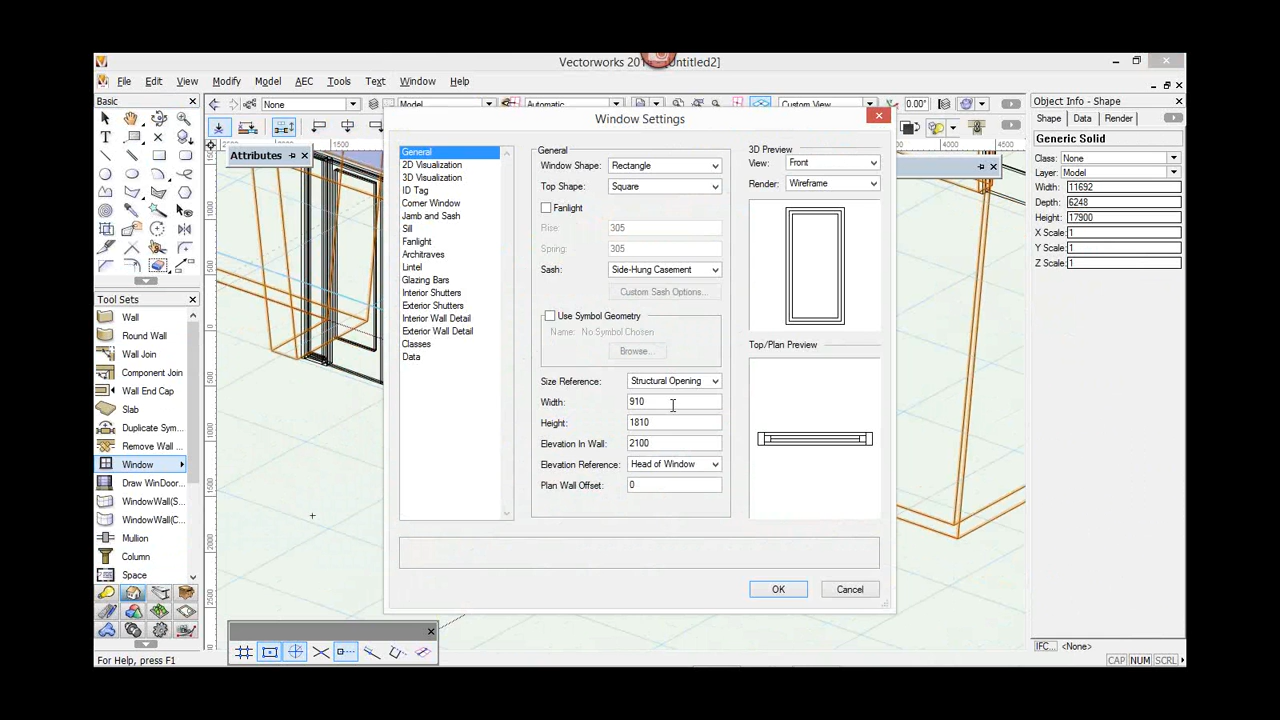 Vectorworks 20
[Untitled2]
File Edit View Modify Model AEC Tools Text Window Help
Basic
None
Model
Automatic
Custom View
0.00°
Object Info - Shape
Shape Data Render
Generic Solid
Class: None
Layer: Model
Width: 11692
Depth: 6248
Height: 17900
X Scale: 1
Y Scale: 1
Z Scale: 1
Attributes
1500
4000
4500
Window Settings
General
2D Visualization
3D Visualization
ID Tag
Corner Window
Jamb and Sash
Sill
Fanlight
Architraves
Lintel
Glazing Bars
Interior Shutters
Exterior Shutters
Interior Wall Detail
Exterior Wall Detail
Classes
Data
General
Window Shape: Rectangle
Top Shape: Square
Fanlight
Rise: 305
Spring: 305
Sash: Side-Hung Casement
Custom Sash Options...
Use Symbol Geometry
Name: No Symbol Chosen
Browse...
Size Reference: Structural Opening
Width: 910
Height: 1810
Elevation In Wall: 2100
Elevation Reference: Head of Window
Plan Wall Offset: 0
3D Preview
View: Front
Render: Wireframe
Top/Plan Preview
OK
Cancel
Tool Sets
Wall
Round Wall
Wall Join
Component Join
Wall End Cap
Slab
Duplicate Sym...
Remove Wall ...
Window
Draw WinDoor...
WindowWall(S...
WindowWall(C...
Mullion
Column
Space
For Help, press F1
IFC... <None>
CAP NUM SCRL